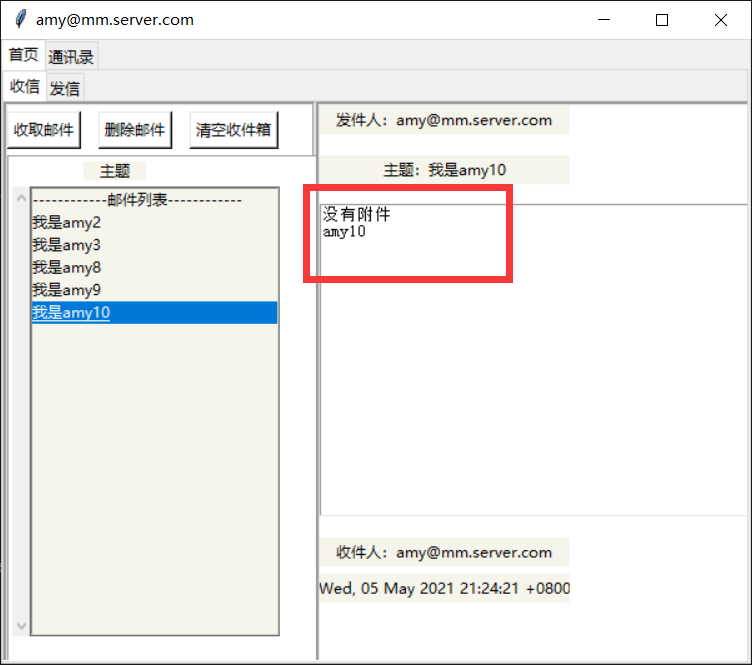 amy@mm.server.com
首页 通讯录
收信 发信
收取邮件 删除邮件 清空收件箱
主题
------------邮件列表------------
我是amy2
我是amy3
我是amy8
我是amy9
我是amy10
发件人：amy@mm.server.com
主题：我是amy10
没有附件
amy10
收件人：amy@mm.server.com
Wed, 05 May 2021 21:24:21 +0800